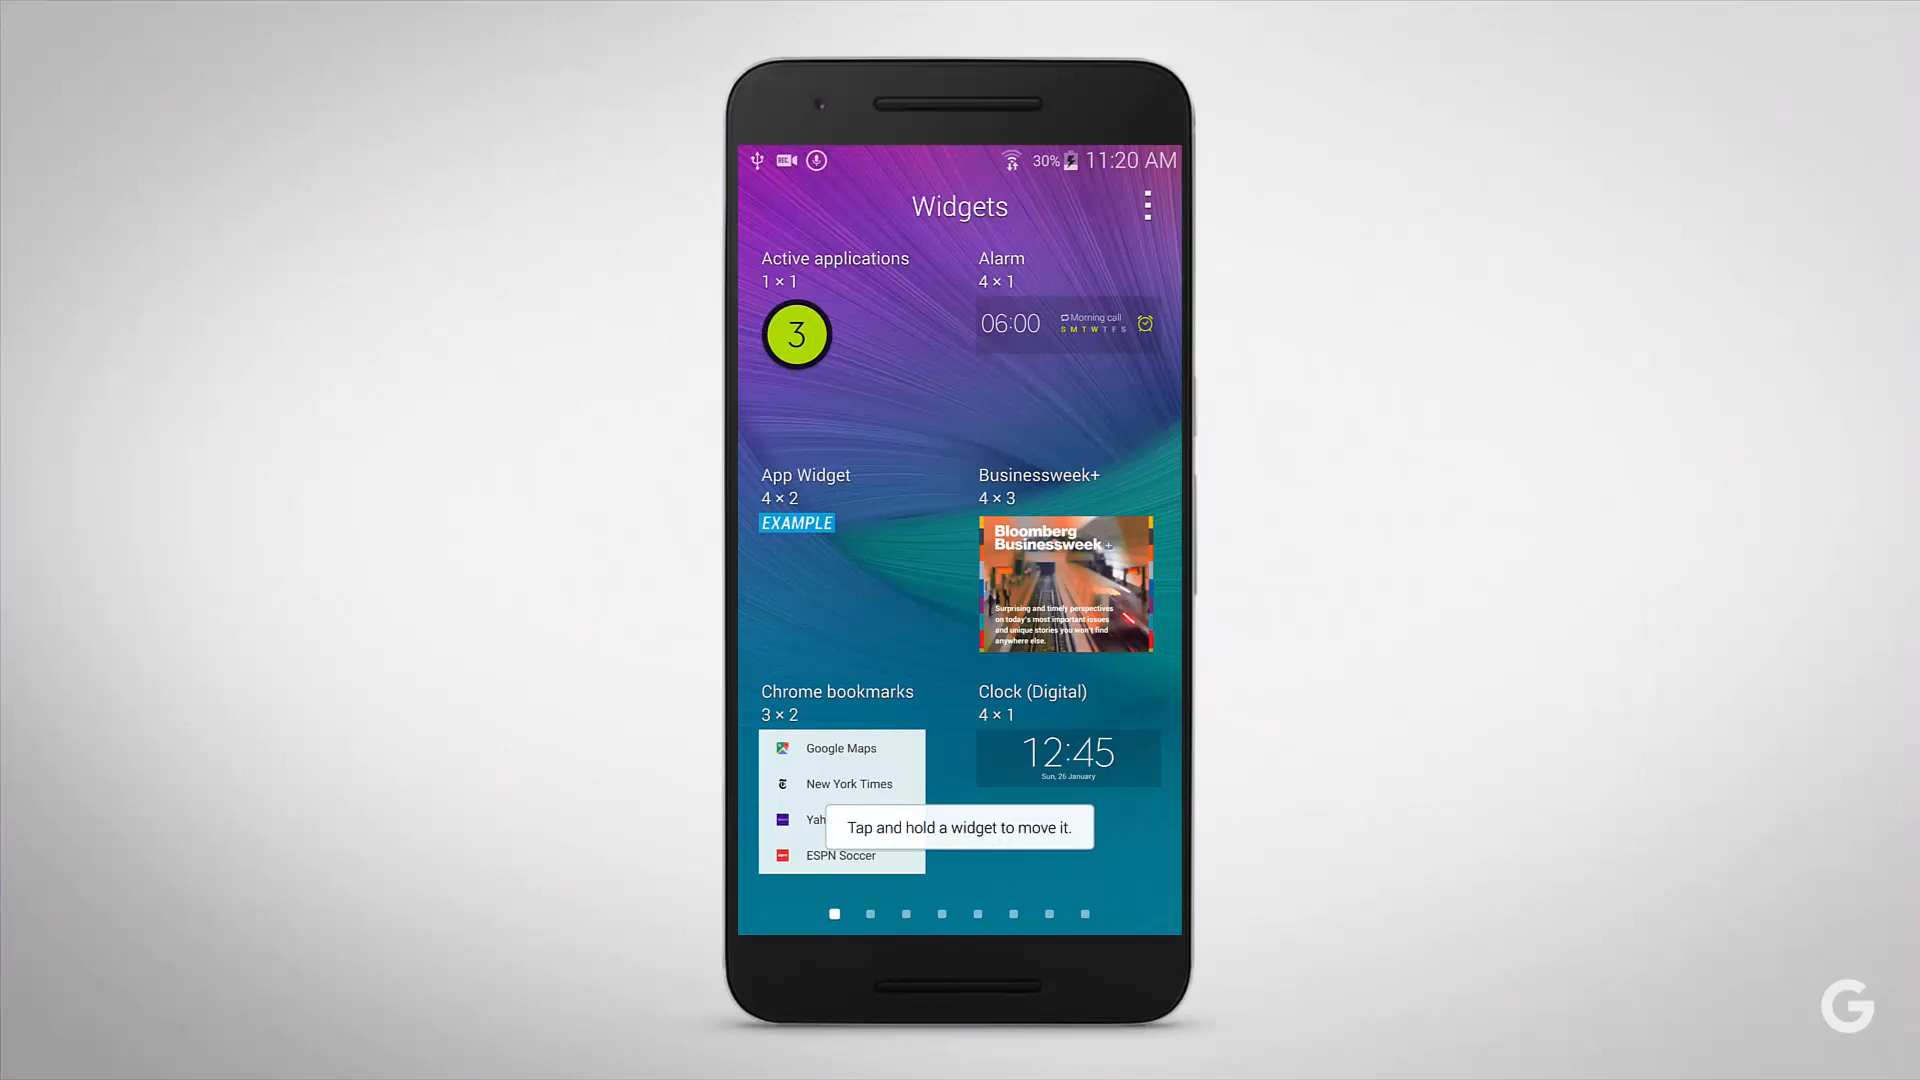 REC
30%
11:20 AM
Widgets
Active applications
1 × 1
3
Alarm
4 × 1
06:00
Morning call
S M T W T F S
App Widget
4 × 2
EXAMPLE
Businessweek+
4 × 3
Bloomberg
Businessweek+
Surprising and timely perspectives
on today's most important issues
and unique stories you won't find
anywhere else.
Chrome bookmarks
3 × 2
Google Maps
New York Times
Yah
ESPN Soccer
Clock (Digital)
4 × 1
12:45
Sun, 26 January
Tap and hold a widget to move it.
G